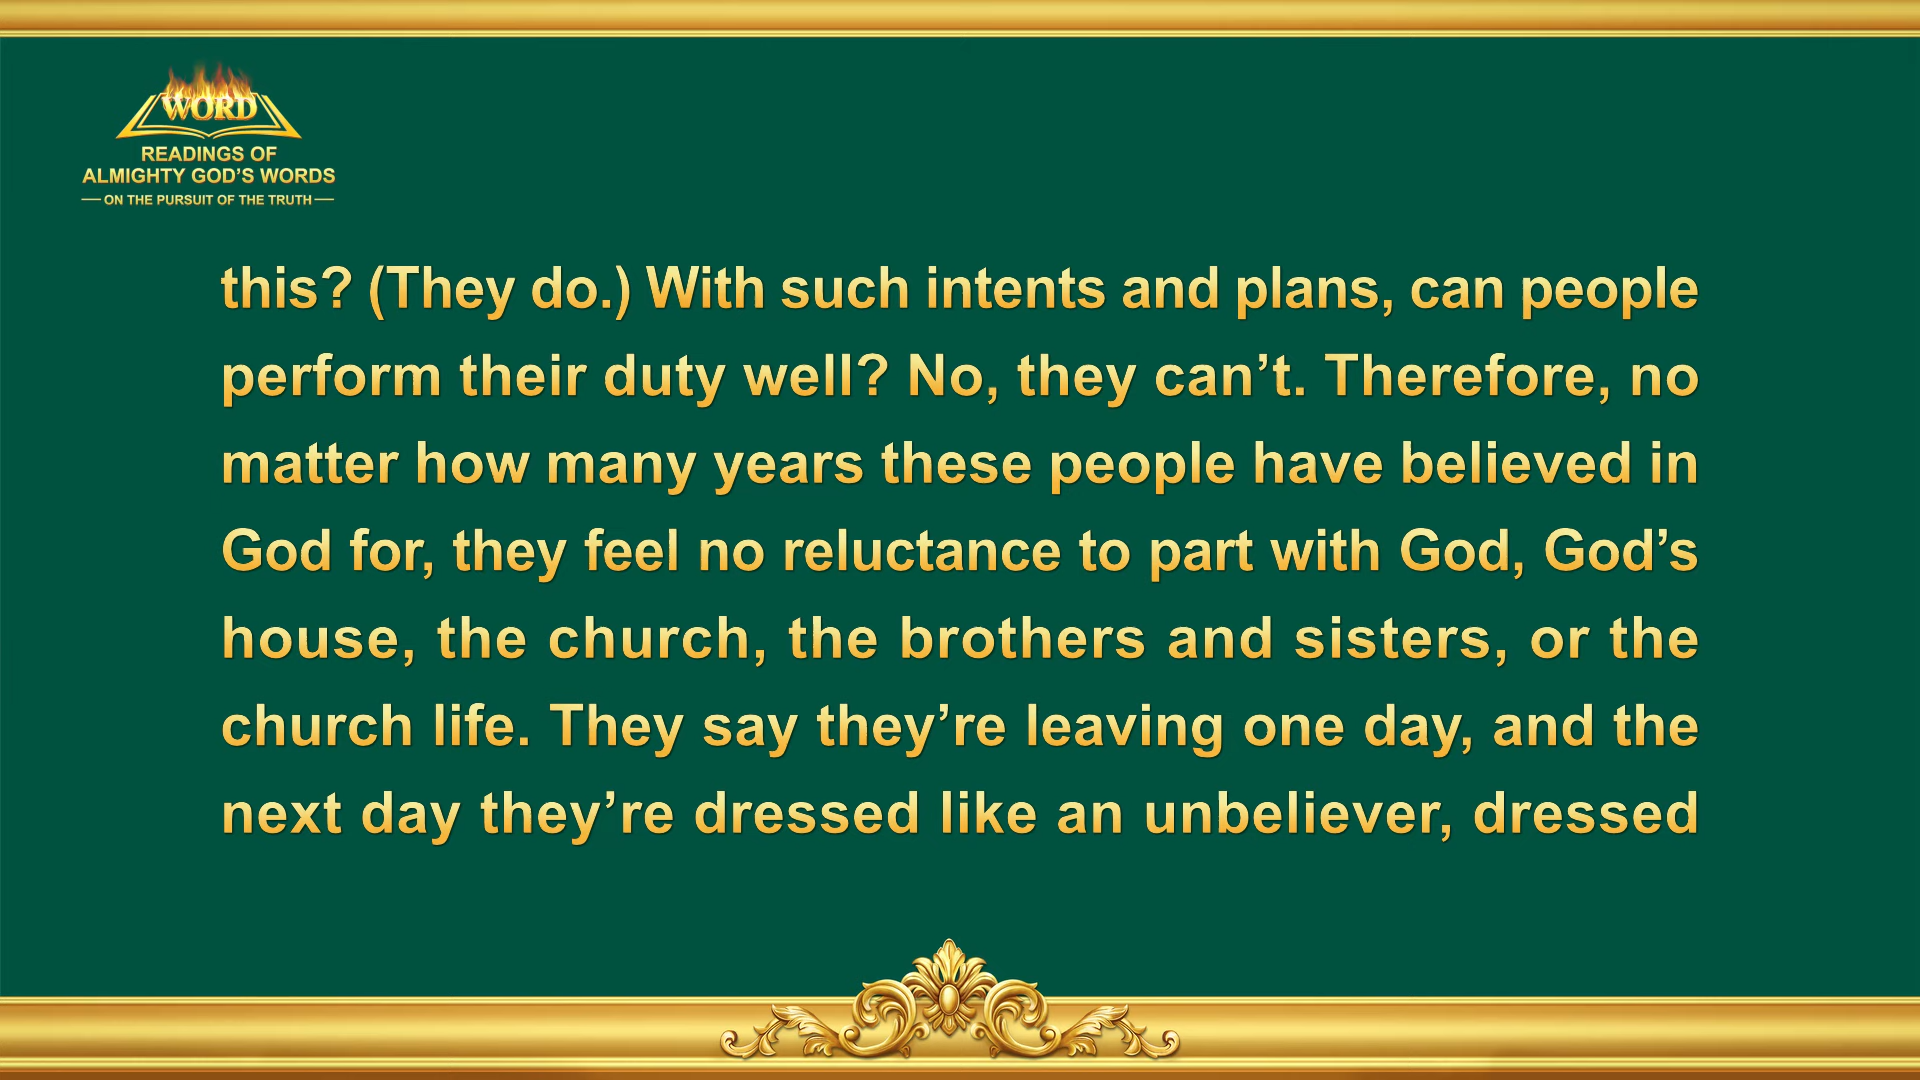 WORD
READINGS OF
ALMIGHTY GOD’S WORDS
— ON THE PURSUIT OF THE TRUTH —
this? (They do.) With such intents and plans, can people
perform their duty well? No, they can’t. Therefore, no
matter how many years these people have believed in
God for, they feel no reluctance to part with God, God’s
house, the church, the brothers and sisters, or the
church life. They say they’re leaving one day, and the
next day they’re dressed like an unbeliever, dressed